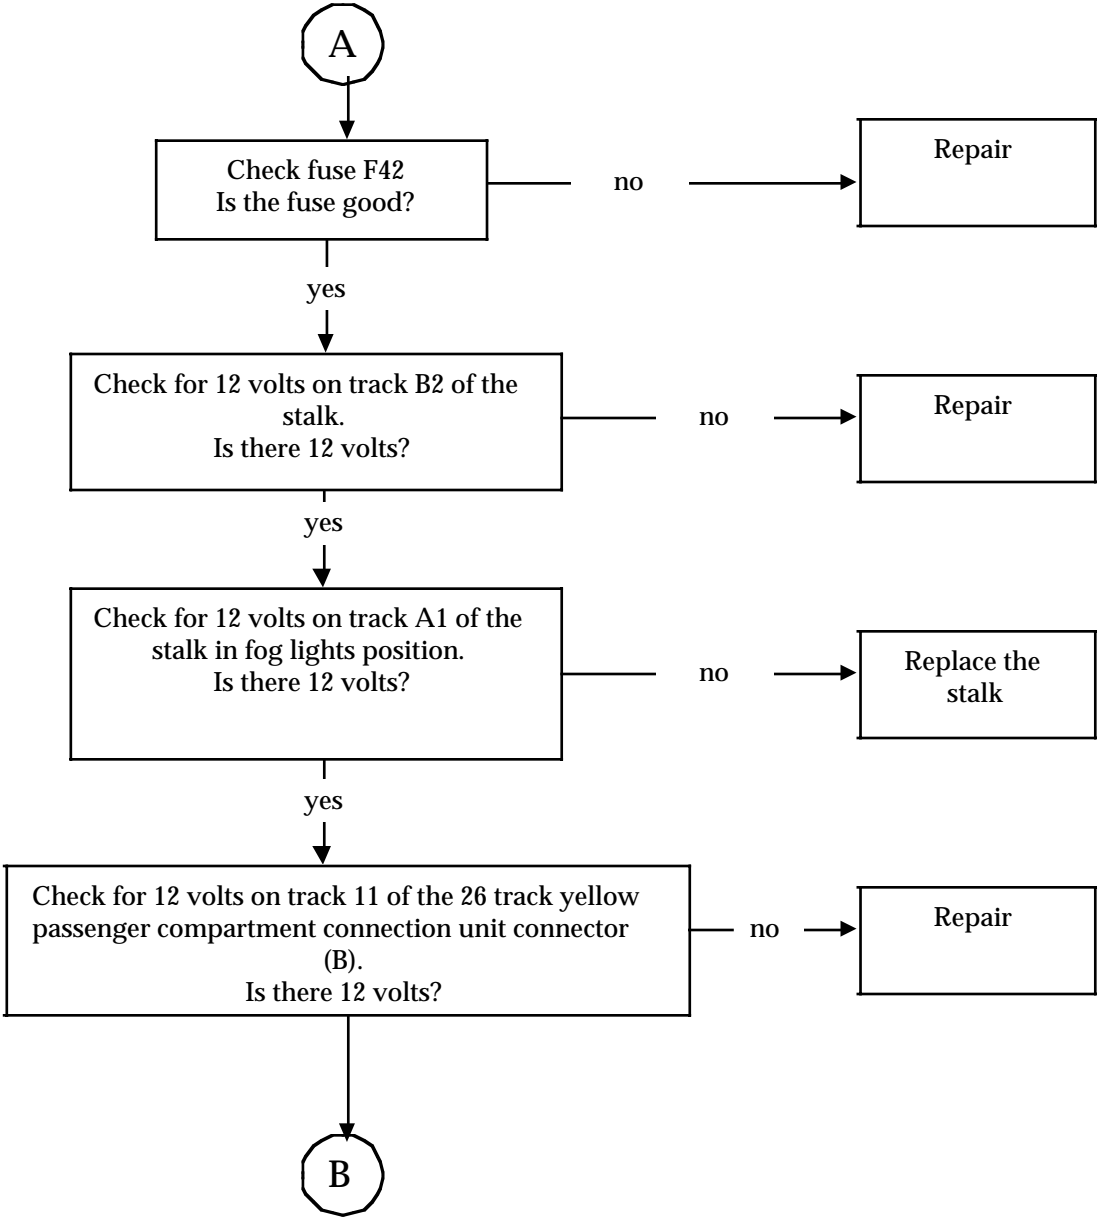 A
Check fuse F42
Is the fuse good?
no
Repair
yes
Check for 12 volts on track B2 of the
stalk.
Is there 12 volts?
no
Repair
yes
Check for 12 volts on track A1 of the
stalk in fog lights position.
Is there 12 volts?
no
Replace the
stalk
yes
Check for 12 volts on track 11 of the 26 track yellow
passenger compartment connection unit connector
(B).
Is there 12 volts?
no
Repair
B